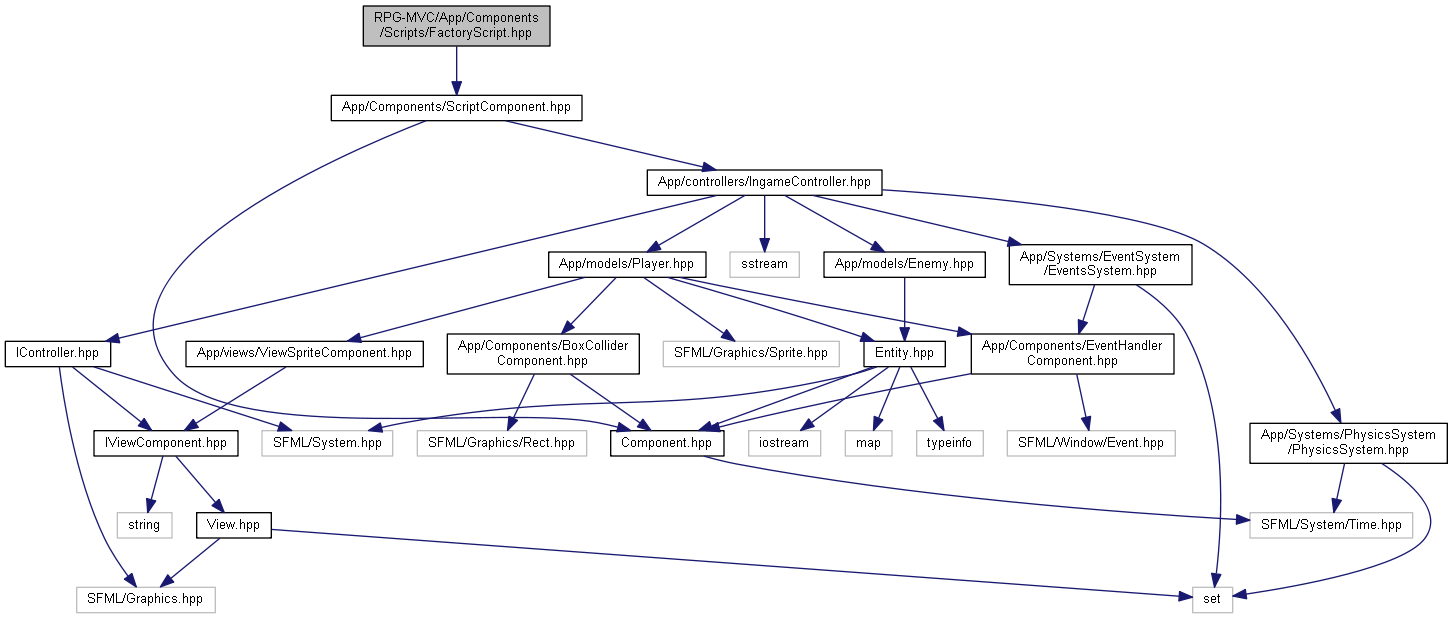 RPG-MVC/App/Components
/Scripts/FactoryScript.hpp
App/Components/ScriptComponent.hpp
App/controllers/IngameController.hpp
App/models/Player.hpp
sstream
App/models/Enemy.hpp
App/Systems/EventSystem
/EventsSystem.hpp
IController.hpp
App/views/ViewSpriteComponent.hpp
App/Components/BoxCollider
Component.hpp
SFML/Graphics/Sprite.hpp
Entity.hpp
App/Components/EventHandler
Component.hpp
IViewComponent.hpp
SFML/System.hpp
SFML/Graphics/Rect.hpp
Component.hpp
iostream
map
typeinfo
SFML/Window/Event.hpp
App/Systems/PhysicsSystem
/PhysicsSystem.hpp
string
View.hpp
SFML/System/Time.hpp
SFML/Graphics.hpp
set